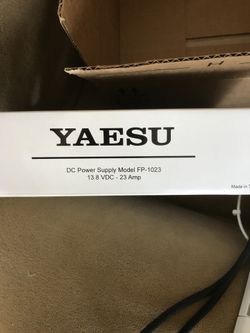 YAESU
DC Power Supply Model FP-1023
13.8 VDC - 23 Amp
Made in